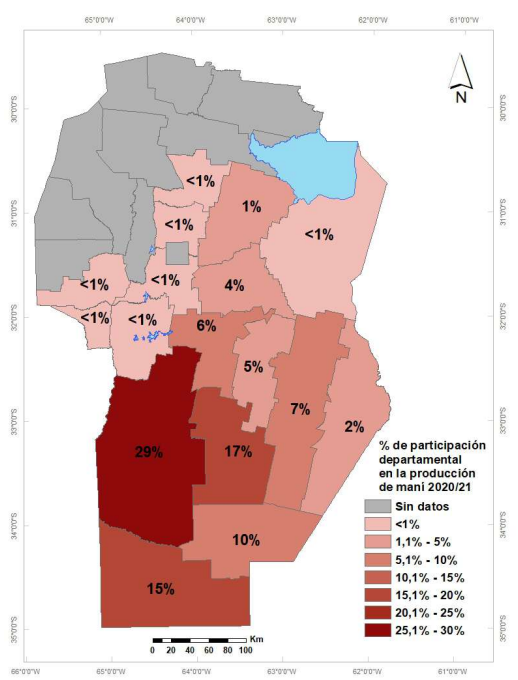 65°0'0"W 64°0'0"W 63°0'0"W 62°0'0"W 61°0'0"W
N
30°0'0"S 30°0'0"S
<1%
1%
31°0'0"S 31°0'0"S
<1%
<1%
<1%
<1%
4%
<1%
<1%
6%
32°0'0"S 32°0'0"S
5%
7%
2%
33°0'0"S 33°0'0"S
29%
17%
10%
15%
34°0'0"S 34°0'0"S
35°0'0"S 35°0'0"S
% de participación
departamental
en la producción
de maní 2020/21
Sin datos
<1%
1,1% - 5%
5,1% - 10%
10,1% - 15%
15,1% - 20%
20,1% - 25%
25,1% - 30%
Km
0 20 40 60 80 100
66°0'0"W 65°0'0"W 64°0'0"W 63°0'0"W 62°0'0"W 61°0'0"W